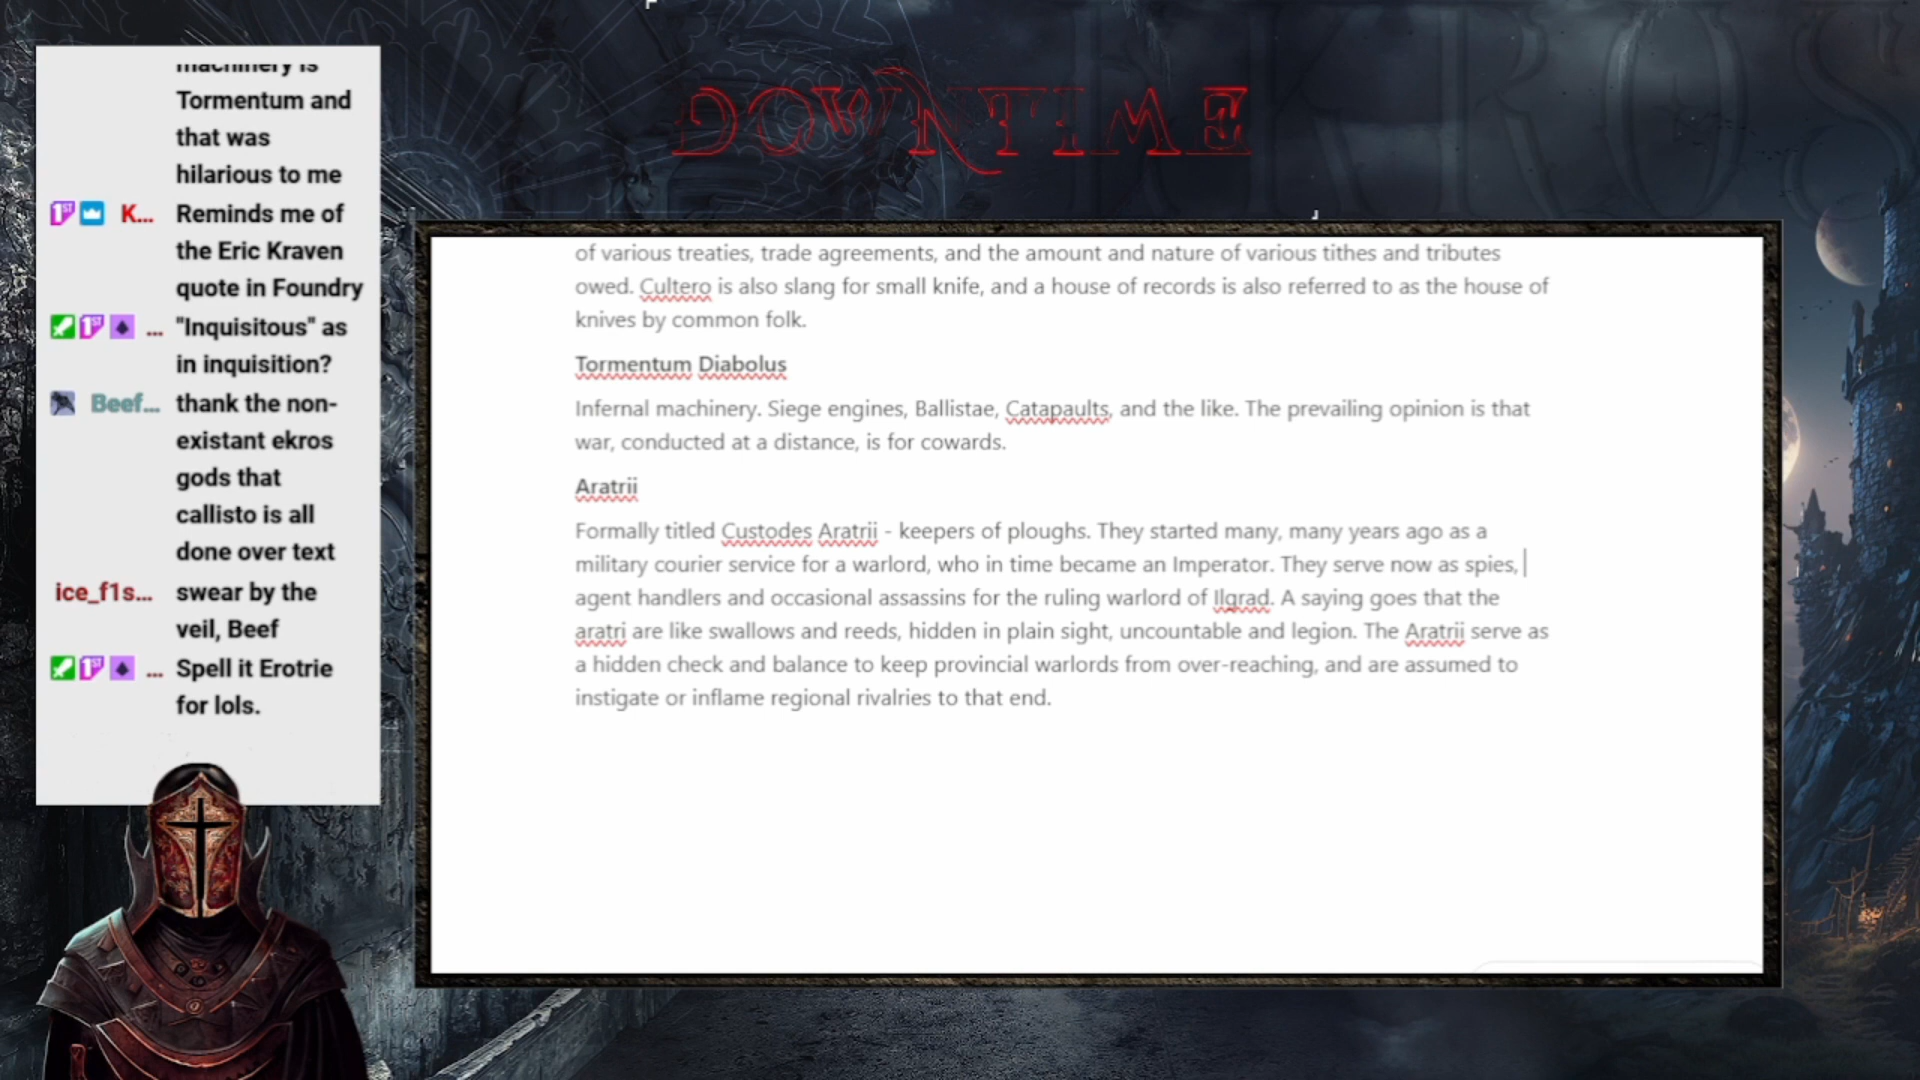 machinery is
Tormentum and
that was
hilarious to me
K... Reminds me of
the Eric Kraven
quote in Foundry
... "Inquisitous" as
in inquisition?
Beef... thank the non-
existant ekros
gods that
callisto is all
done over text
ice_f1s... swear by the
veil, Beef
... Spell it Erotrie
for lols.
DOWNTIME
EKROS
of various treaties, trade agreements, and the amount and nature of various tithes and tributes
owed. Cultero is also slang for small knife, and a house of records is also referred to as the house of
knives by common folk.
Tormentum Diabolus
Infernal machinery. Siege engines, Ballistae, Catapaults, and the like. The prevailing opinion is that
war, conducted at a distance, is for cowards.
Aratrii
Formally titled Custodes Aratrii - keepers of ploughs. They started many, many years ago as a
military courier service for a warlord, who in time became an Imperator. They serve now as spies,
agent handlers and occasional assassins for the ruling warlord of Ilgrad. A saying goes that the
aratri are like swallows and reeds, hidden in plain sight, uncountable and legion. The Aratrii serve as
a hidden check and balance to keep provincial warlords from over-reaching, and are assumed to
instigate or inflame regional rivalries to that end.